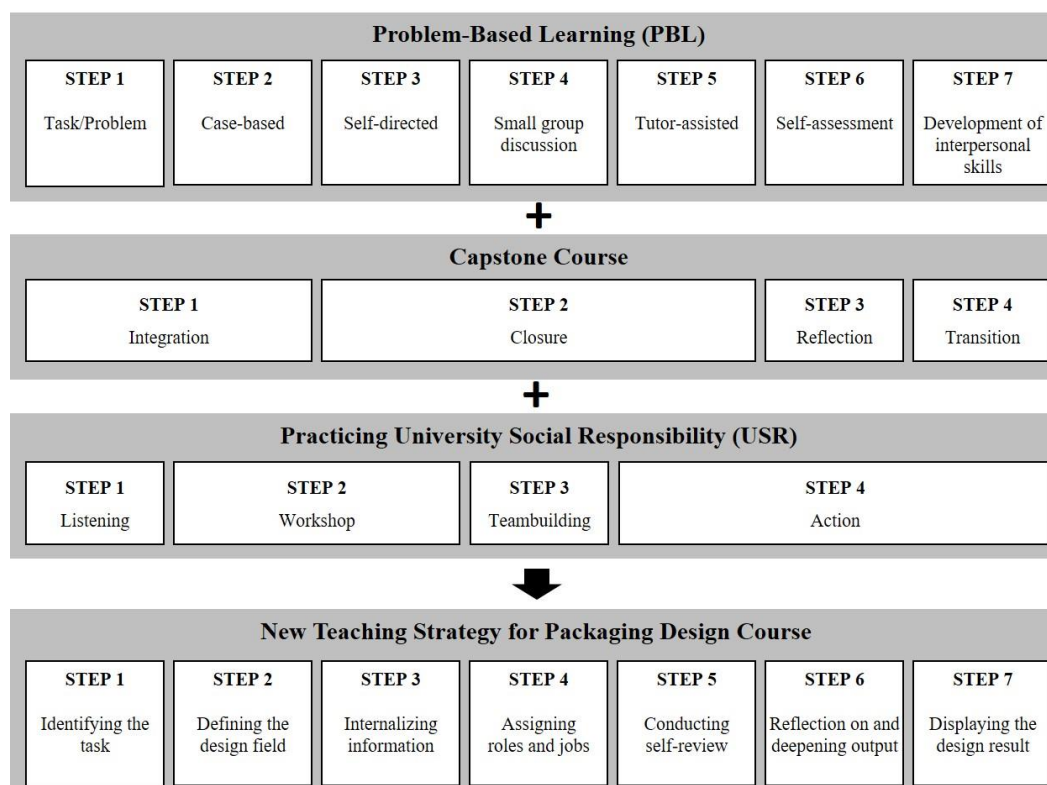 Problem-Based Learning (PBL)
STEP 1
Task/Problem
STEP 2
Case-based
STEP 3
Self-directed
STEP 4
Small group
discussion
STEP 5
Tutor-assisted
STEP 6
Self-assessment
STEP 7
Development of
interpersonal
skills
+
Capstone Course
STEP 1
Integration
STEP 2
Closure
STEP 3
Reflection
STEP 4
Transition
+
Practicing University Social Responsibility (USR)
STEP 1
Listening
STEP 2
Workshop
STEP 3
Teambuilding
STEP 4
Action
New Teaching Strategy for Packaging Design Course
STEP 1
Identifying the
task
STEP 2
Defining the
design field
STEP 3
Internalizing
information
STEP 4
Assigning
roles and jobs
STEP 5
Conducting
self-review
STEP 6
Reflection on and
deepening output
STEP 7
Displaying the
design result